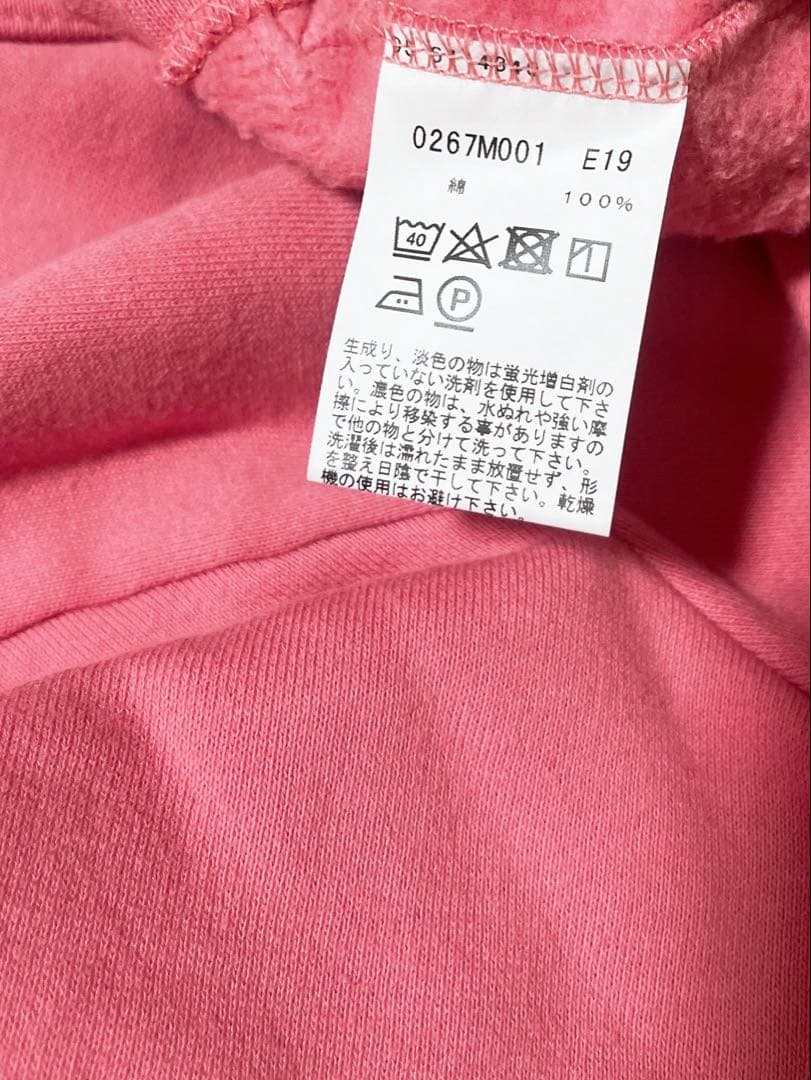 0267M001 E19
綿 100%
40
P
生成り、淡色の物は蛍光増白剤の
入っていない洗剤を使用して下さ
い。濃色の物は、水ぬれや強い摩
擦により移染する事がありますの
で他の物と分けて洗って下さい。
洗濯後は濡れたまま放置せず、形
を整え日陰で干して下さい。乾燥
機の使用はお避け下さい。